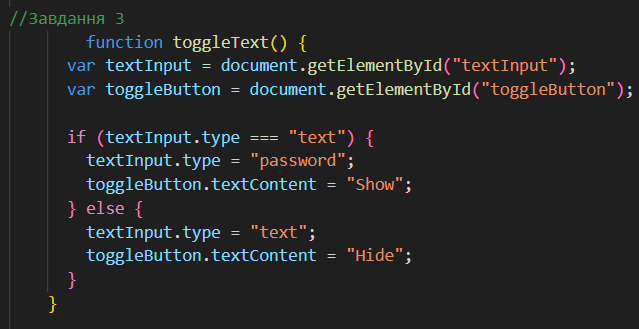 //Завдання 3
function toggleText() {
var textInput = document.getElementById("textInput");
var toggleButton = document.getElementById("toggleButton");
if (textInput.type === "text") {
textInput.type = "password";
toggleButton.textContent = "Show";
} else {
textInput.type = "text";
toggleButton.textContent = "Hide";
}
}